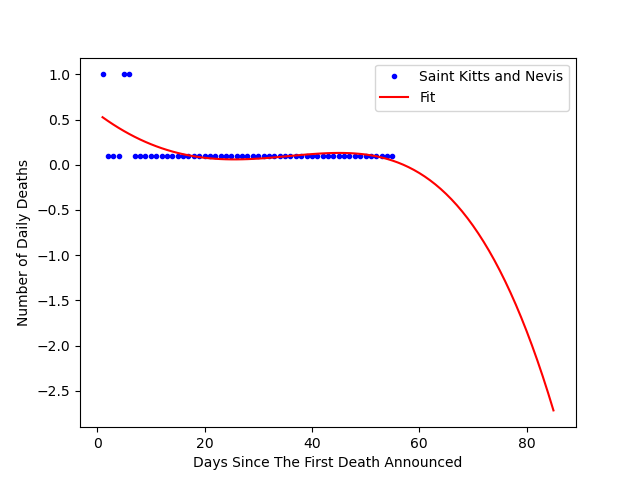 Saint Kitts and Nevis
Fit
1.0
0.5
0.0
−0.5
−1.0
−1.5
−2.0
−2.5
Number of Daily Deaths
0 20 40 60 80
Days Since The First Death Announced